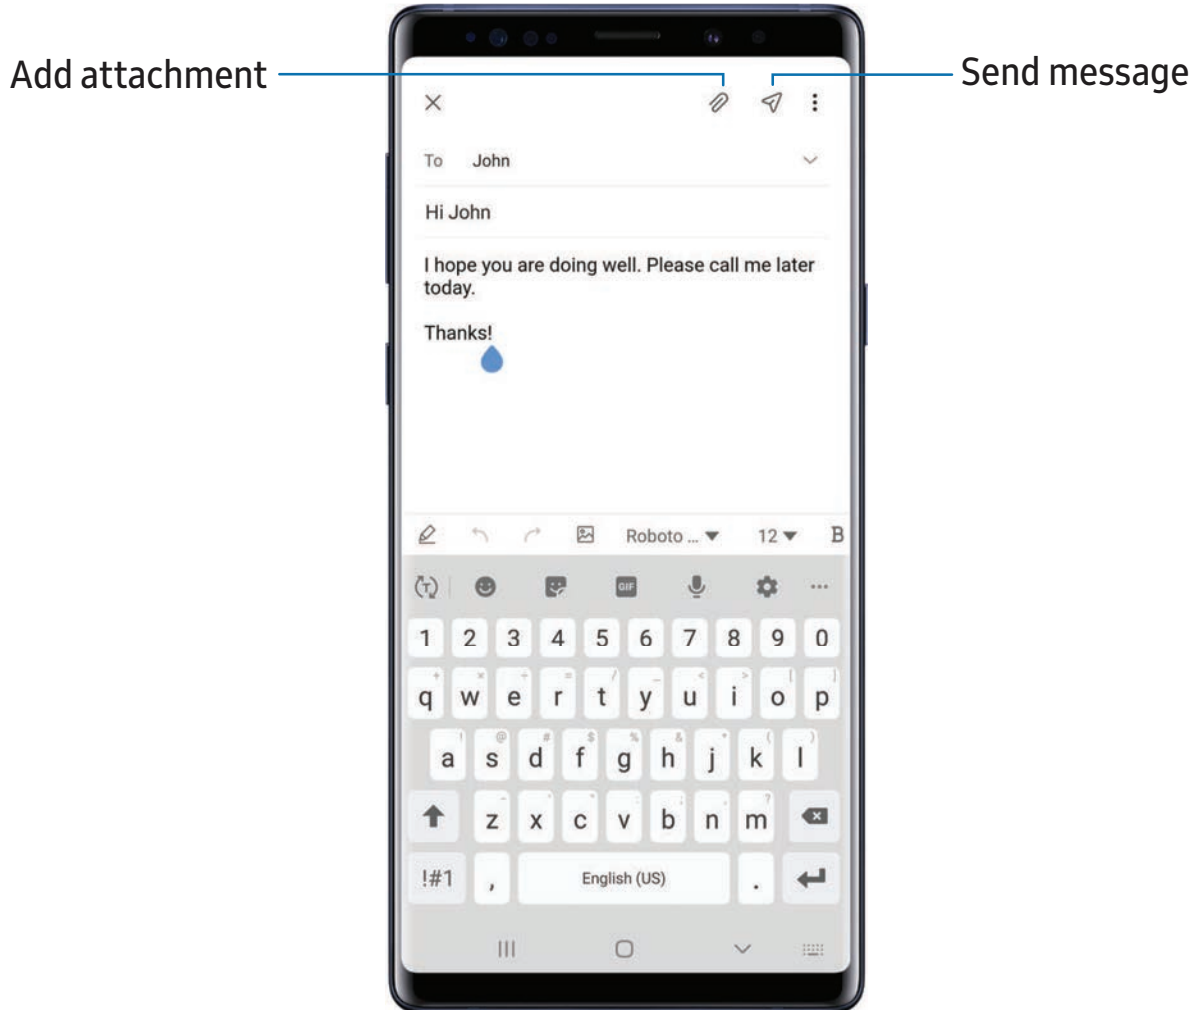 Add attachment
Send message
To John
Hi John
I hope you are doing well. Please call me later
today.
Thanks!
Roboto ... 12 B
T GIF ...
1 2 3 4 5 6 7 8 9 0
q w e r t y u i o p
a s d f g h j k l
z x c v b n m
!#1 , English (US) .